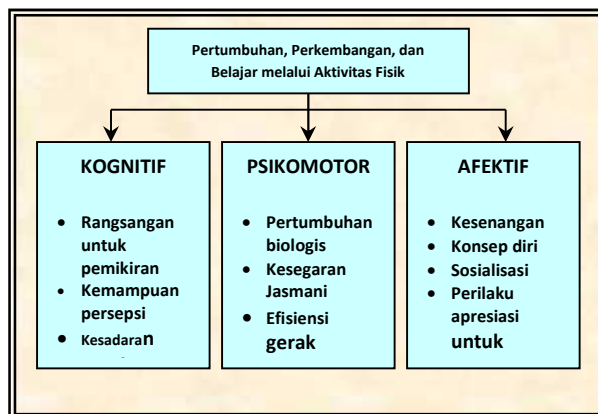 Pertumbuhan, Perkembangan, dan
Belajar melalui Aktivitas Fisik
KOGNITIF
• Rangsangan
untuk
pemikiran
• Kemampuan
persepsi
• Kesadaran
PSIKOMOTOR
• Pertumbuhan
biologis
• Kesegaran
Jasmani
• Efisiensi
gerak
AFEKTIF
• Kesenangan
• Konsep diri
• Sosialisasi
• Perilaku
apresiasi
untuk